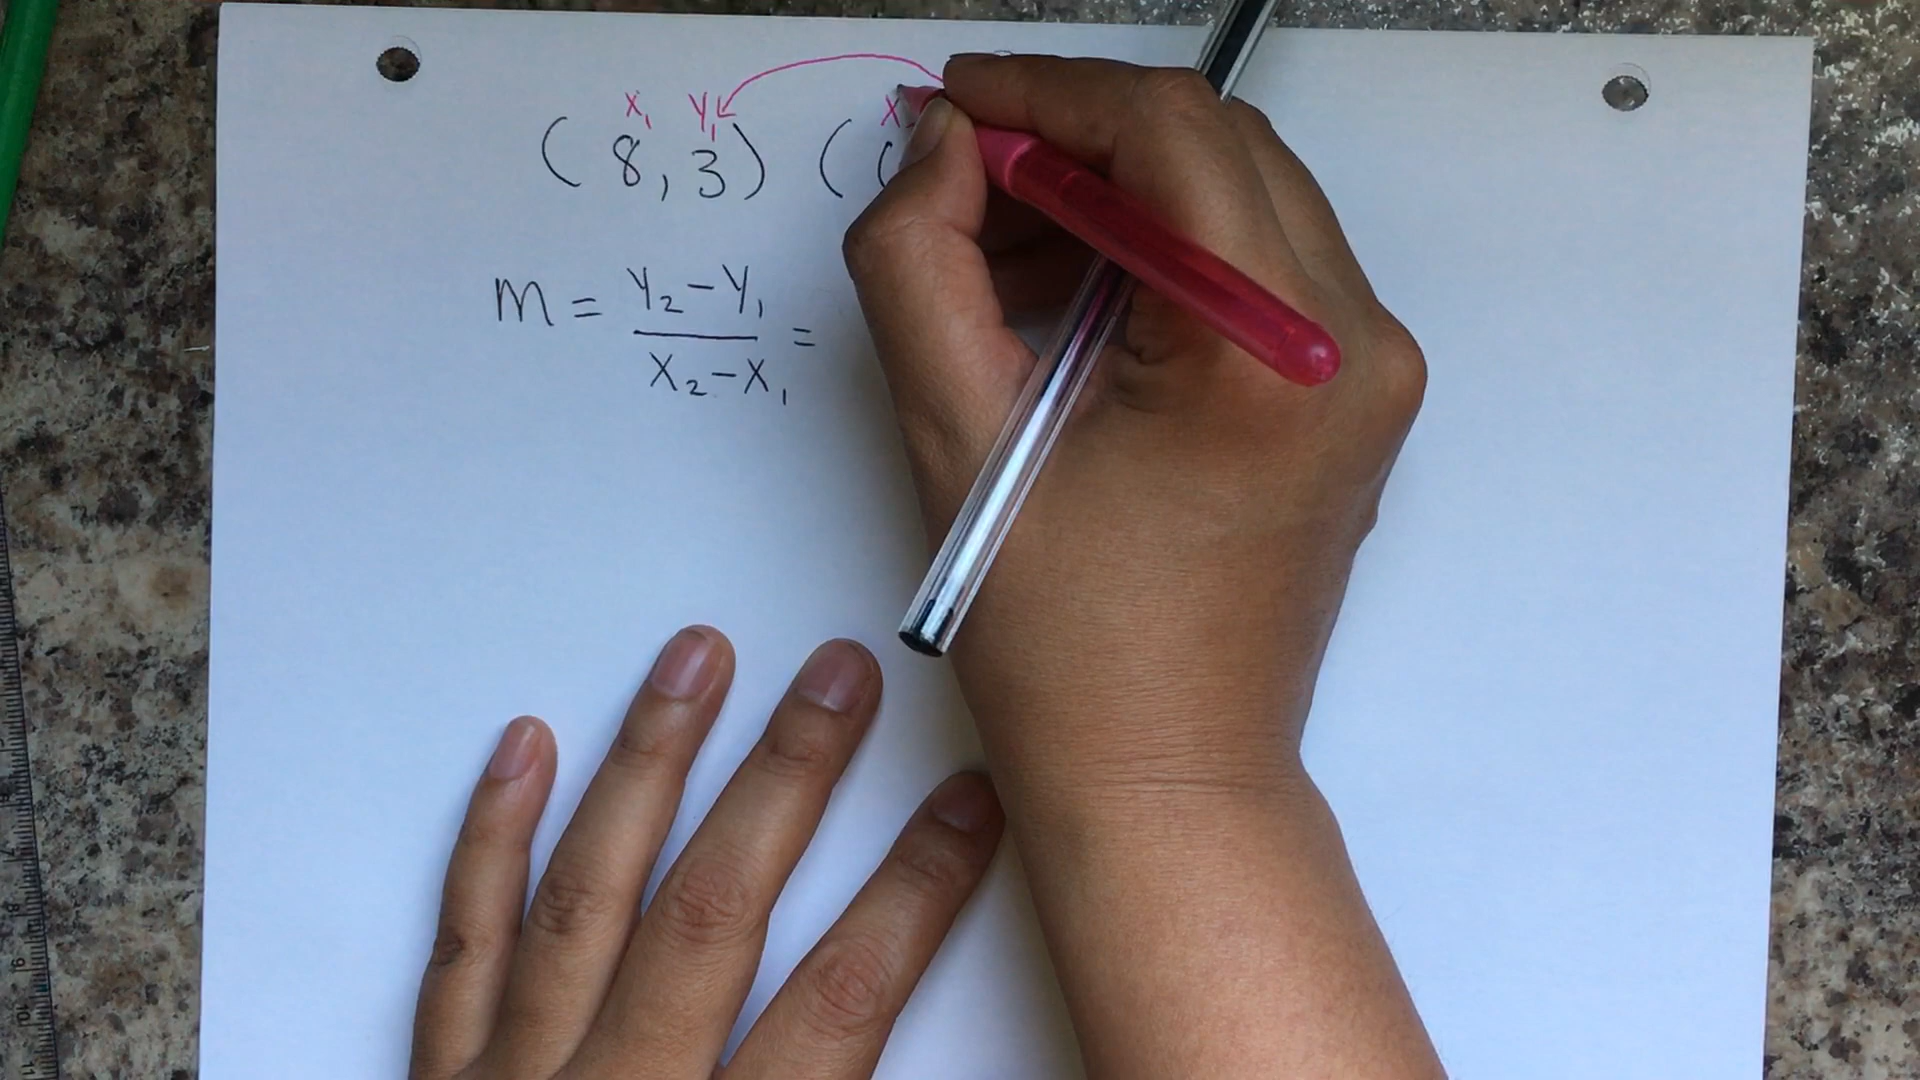 x₁ y₁ x
(8,3) (
m = y₂-y₁ / x₂-x₁ =